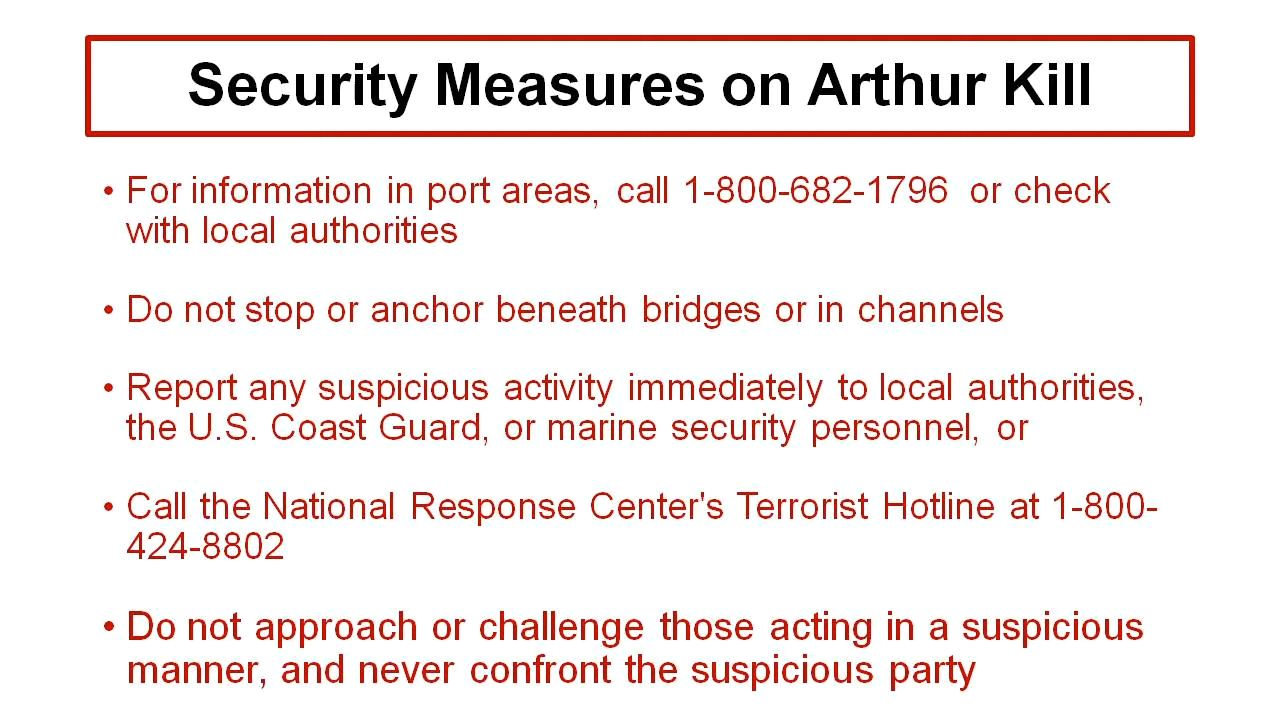 Security Measures on Arthur Kill
• For information in port areas, call 1-800-682-1796 or check
with local authorities
• Do not stop or anchor beneath bridges or in channels
• Report any suspicious activity immediately to local authorities,
the U.S. Coast Guard, or marine security personnel, or
• Call the National Response Center's Terrorist Hotline at 1-800-
424-8802
• Do not approach or challenge those acting in a suspicious
manner, and never confront the suspicious party